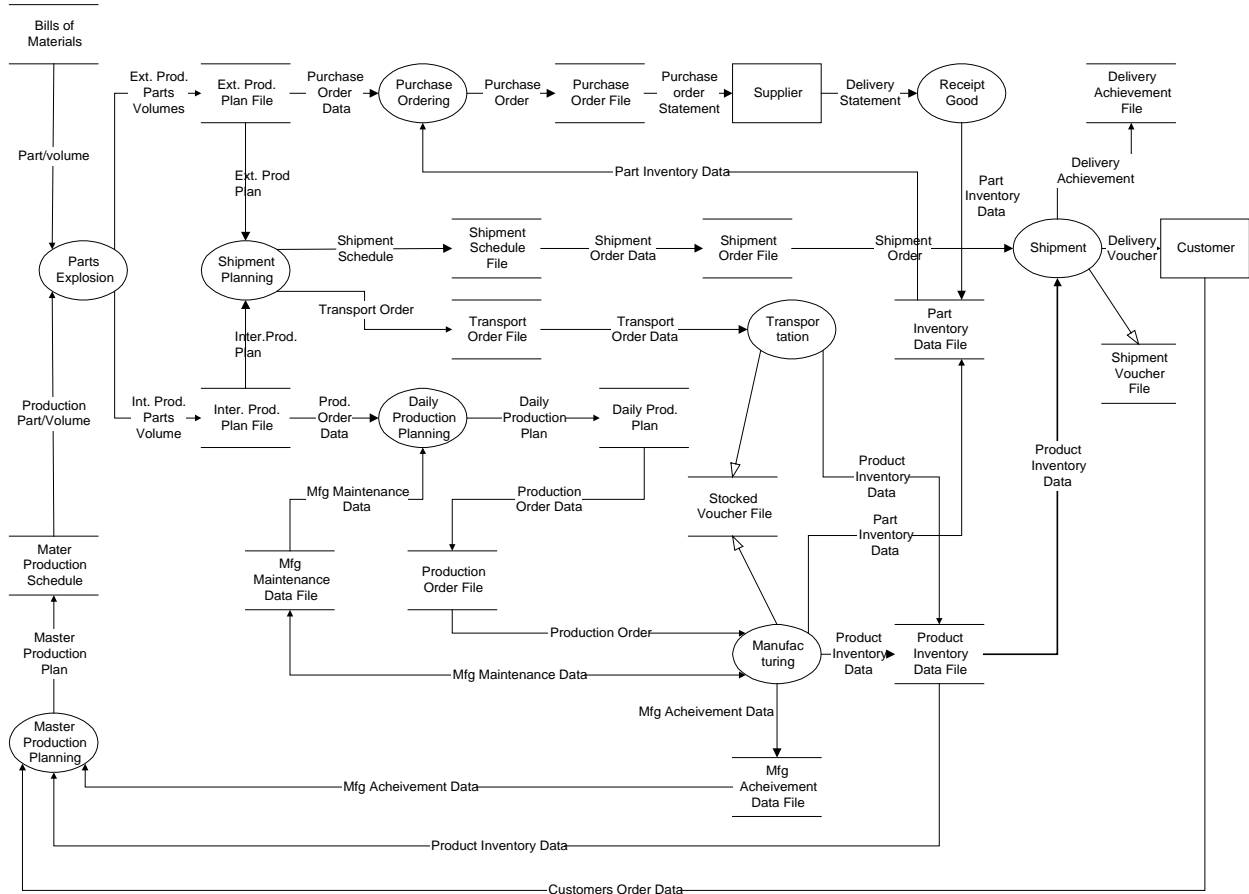 Bills of
Materials
Ext. Prod.
Parts
Volumes
Ext. Prod.
Plan File
Purchase
Order
Data
Purchase
Ordering
Purchase
Order
Purchase
Order File
Purchase
order
Statement
Supplier
Delivery
Statement
Receipt
Good
Delivery
Achievement
File
Part/volume
Ext. Prod
Plan
Part Inventory Data
Part
Inventory
Data
Delivery
Achievement
Parts
Explosion
Shipment
Planning
Shipment
Schedule
Shipment
Schedule
File
Shipment
Order Data
Shipment
Order File
Shipment
Order
Shipment
Delivery
Voucher
Customer
Transport Order
Transport
Order File
Transport
Order Data
Transpor
tation
Part
Inventory
Data File
Inter.Prod.
Plan
Shipment
Voucher
File
Production
Part/Volume
Int. Prod.
Parts
Volume
Inter. Prod.
Plan File
Prod.
Order
Data
Daily
Production
Planning
Daily
Production
Plan
Daily Prod.
Plan
Product
Inventory
Data
Product
Inventory
Data
Mfg Maintenance
Data
Production
Order Data
Stocked
Voucher File
Part
Inventory
Data
Mater
Production
Schedule
Mfg
Maintenance
Data File
Production
Order File
Master
Production
Plan
Production Order
Manufac
turing
Product
Inventory
Data
Product
Inventory
Data File
Mfg Maintenance Data
Mfg Acheivement Data
Master
Production
Planning
Mfg Acheivement Data
Mfg
Acheivement
Data File
Product Inventory Data
Customers Order Data